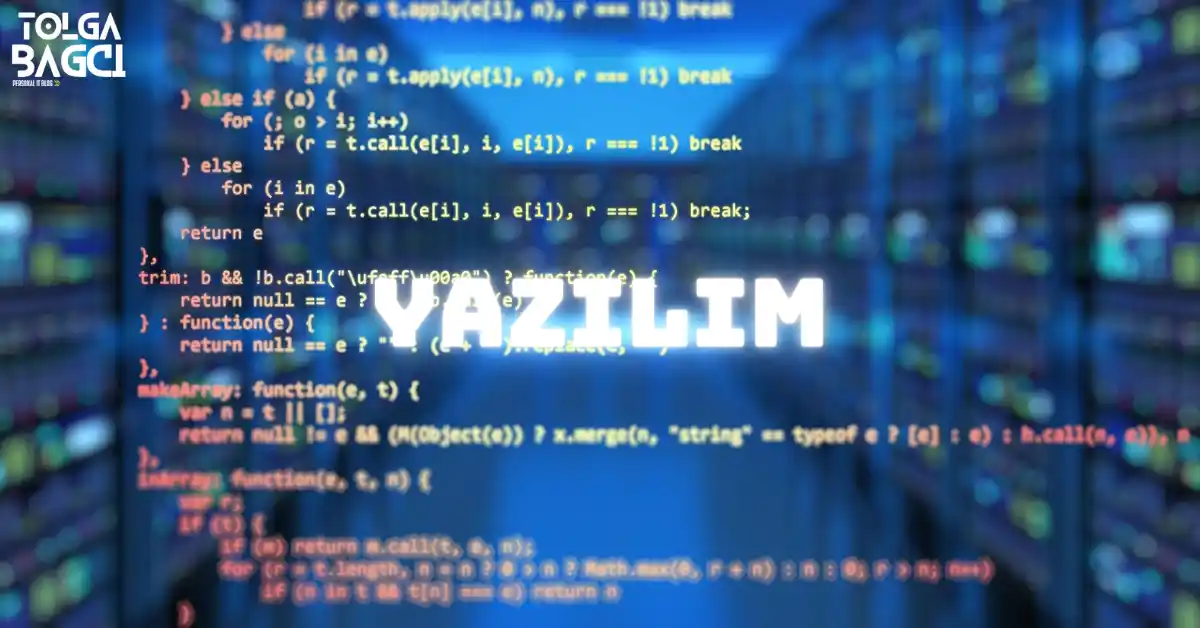 TOLGA
BAGCI
PERSONAL IT BLOG >>
if (r = t.apply(e[i], n), r === !1) break
} else
for (i in e)
if (r = t.apply(e[i], n), r === !1) break
} else if (a) {
for (; o > i; i++)
if (r = t.call(e[i], i, e[i]), r === !1) break
} else
for (i in e)
if (r = t.call(e[i], i, e[i]), r === !1) break;
return e
},
trim: b && !b.call("\ufeff\u00a0") ? function(e) {
return null == e ? b. (e)
YAZILIM
} : function(e) {
return null == e ? "
},
makeArray: function(e, t) {
var n = t || [];
return null != e && (M(Object(e)) ? x.merge(n, "string" == typeof e ? [e] : e) : h.call(n, e)), n
},
inArray: function(e, t, n) {
var r;
if (t) {
if (m) return m.call(t, e, n);
for (r = t.length, n = n ? 0 > n ? Math.max(0, r + n) : n : 0; r > n; n++)
if (n in t && t[n] === e) return n
}